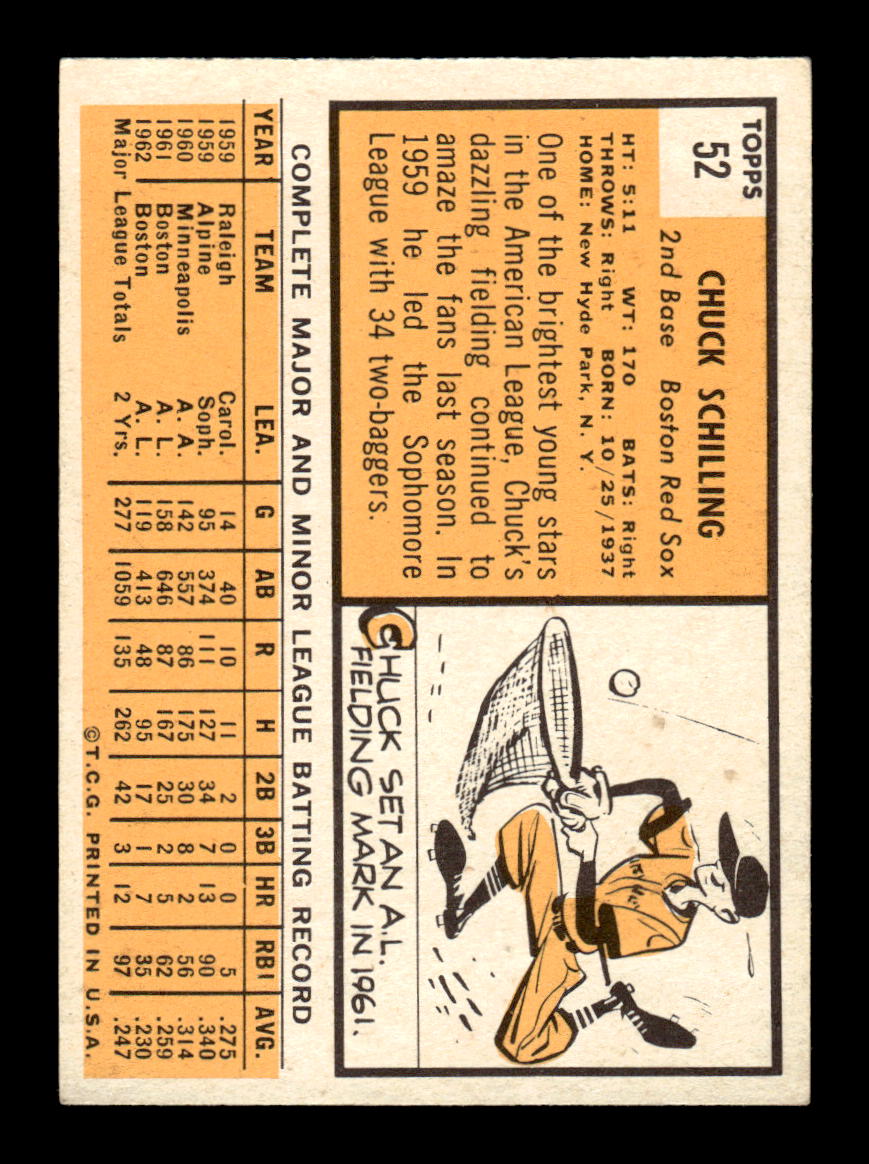 TOPPS
52
CHUCK SCHILLING
2nd Base Boston Red Sox
HT: 5:11 WT: 170 BATS: Right
THROWS: Right BORN: 10/25/1937
HOME: New Hyde Park, N. Y.
One of the brightest young stars
in the American League, Chuck's
dazzling fielding continued to
amaze the fans last season. In
1959 he led the Sophomore
League with 34 two-baggers.
CHUCK SET AN A.L.
FIELDING MARK IN 1961.
COMPLETE MAJOR AND MINOR LEAGUE BATTING RECORD
YEAR TEAM LEA. G AB R H 2B 3B HR RBI AVG.
1959 Raleigh Carol. 14 40 10 11 2 0 0 5 .275
1959 Alpine Soph. 95 374 111 127 34 7 13 90 .340
1960 Minneapolis A. A. 142 557 86 175 30 8 2 56 .314
1961 Boston A. L. 158 646 87 167 25 2 5 62 .259
1962 Boston A. L. 119 413 48 95 17 1 7 35 .230
Major League Totals 2 Yrs. 277 1059 135 262 42 3 12 97 .247
©T.C.G. PRINTED IN U.S.A.